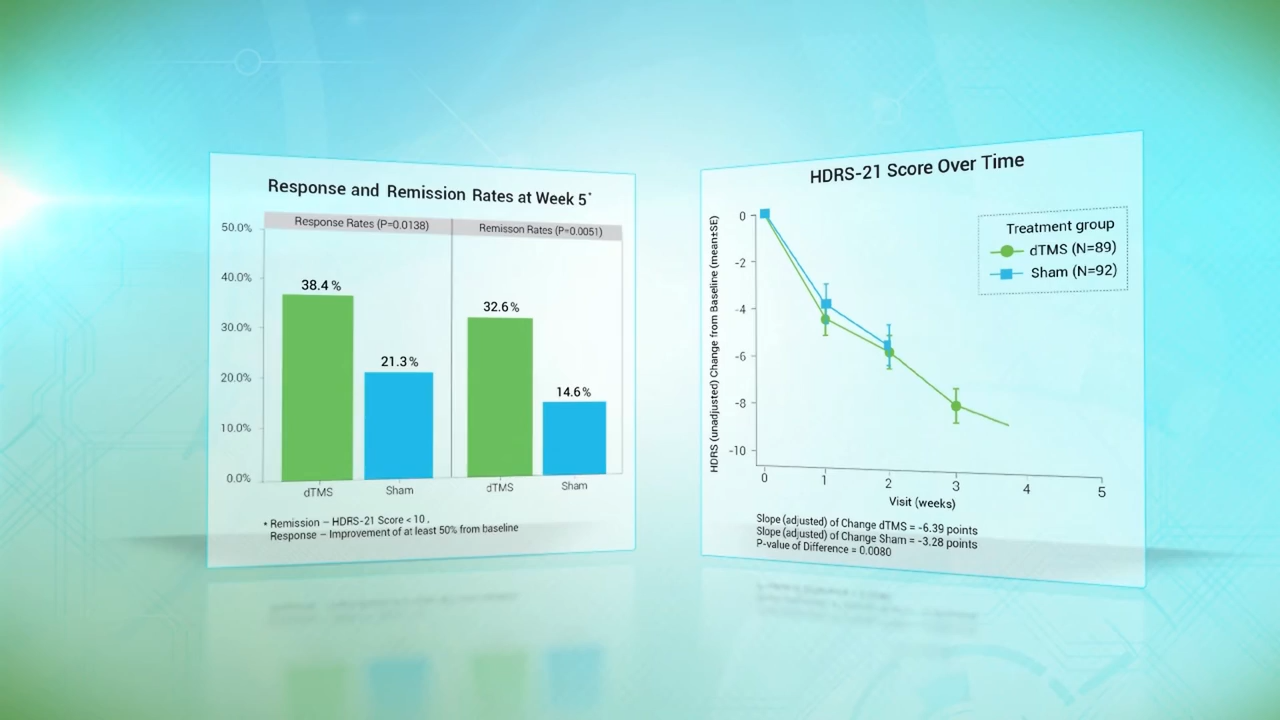 Response and Remission Rates at Week 5*
Response Rates (P=0.0138)
Remisson Rates (P=0.0051)
50.0%
40.0%
30.0%
20.0%
10.0%
0.0%
38.4%
21.3%
32.6%
14.6%
dTMS
Sham
dTMS
Sham
* Remission – HDRS-21 Score < 10 .
Response – Improvement of at least 50% from baseline
HDRS-21 Score Over Time
HDRS (unadjusted) Change from Baseline (mean±SE)
0
-2
-4
-6
-8
-10
Treatment group
dTMS (N=89)
Sham (N=92)
0
1
2
3
4
5
Visit (weeks)
Slope (adjusted) of Change dTMS = -6.39 points
Slope (adjusted) of Change Sham = -3.28 points
P-value of Difference = 0.0080